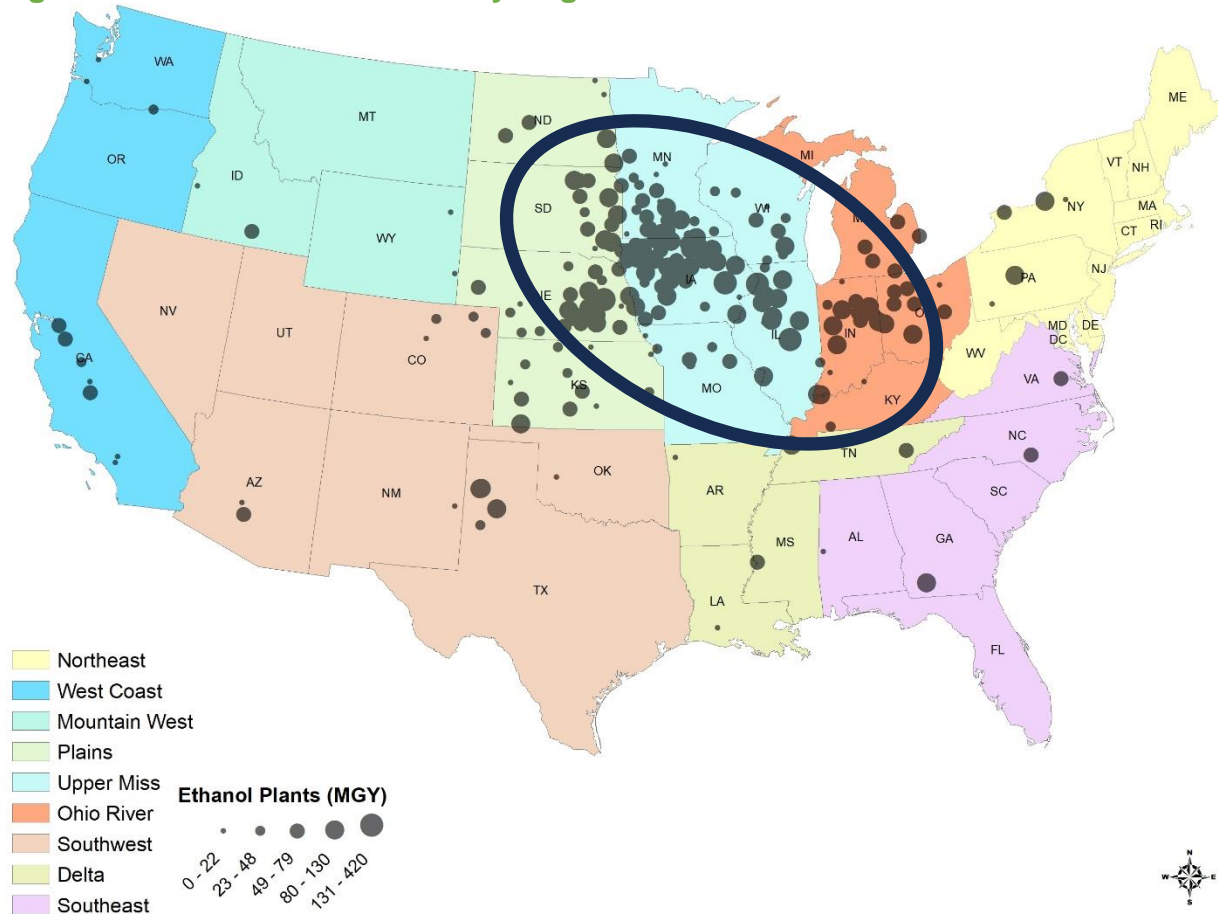 WA
MT
ND
MN
ME
OR
ID
SD
WI
MI
VT
NH
NY
MA
CT
RI
WY
IA
PA
NJ
NV
UT
CO
CA
KS
MO
IL
IN
KY
WV
MD
DC
DE
VA
AZ
NM
OK
AR
TN
NC
SC
TX
LA
MS
AL
GA
FL
Northeast
West Coast
Mountain West
Plains
Upper Miss
Ohio River
Southwest
Delta
Southeast
Ethanol Plants (MGY)
0 - 22
23 - 48
49 - 79
80 - 130
131 - 420
N
W
E
S